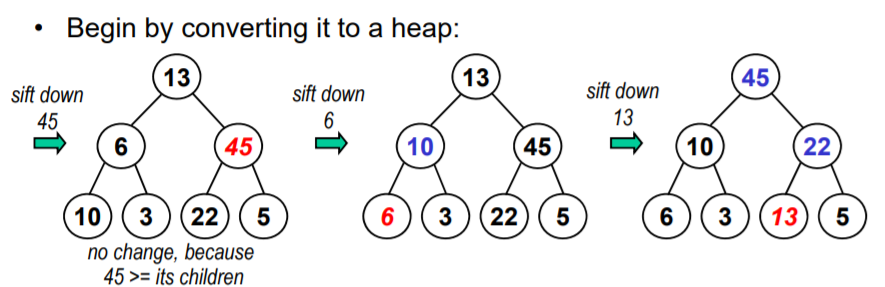 • Begin by converting it to a heap:
sift down
45
13
6 45
10 3 22 5
no change, because
45 >= its children
sift down
6
13
10 45
6 3 22 5
sift down
13
45
10 22
6 3 13 5